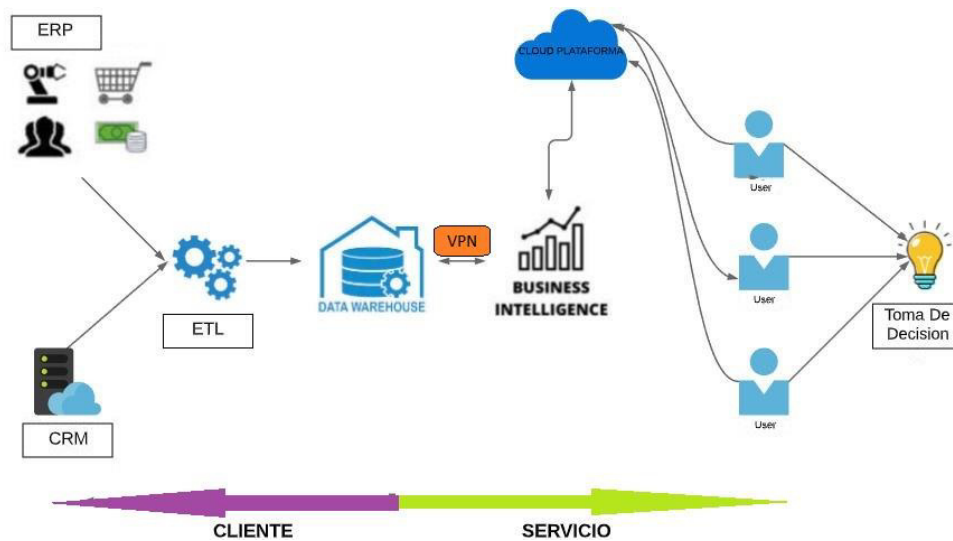 ERP
CLOUD PLATAFORMA
User
VPN
DATA WAREHOUSE
BUSINESS
INTELLIGENCE
User
ETL
Toma De
Decision
CRM
User
CLIENTE
SERVICIO